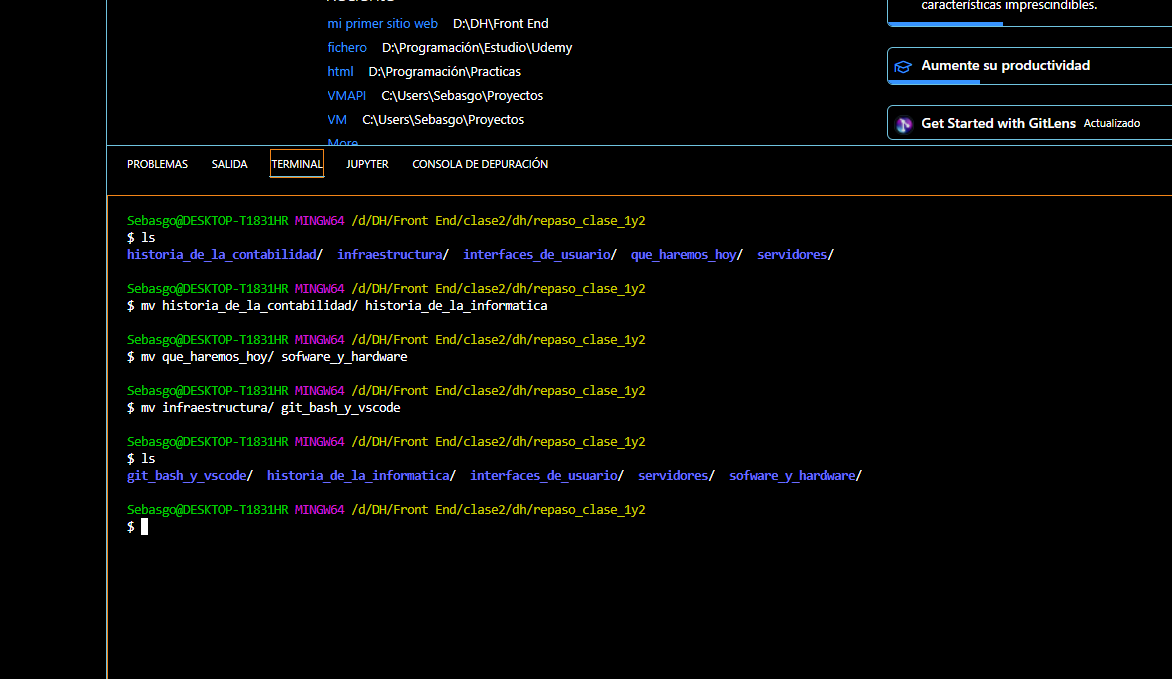 características imprescindibles.
mi primer sitio web D:\DH\Front End
fichero D:\Programación\Estudio\Udemy
html D:\Programación\Practicas
VMAPI C:\Users\Sebasgo\Proyectos
VM C:\Users\Sebasgo\Proyectos
More
Aumente su productividad
Get Started with GitLens Actualizado
PROBLEMAS SALIDA TERMINAL JUPYTER CONSOLA DE DEPURACIÓN
Sebasgo@DESKTOP-T1831HR MINGW64 /d/DH/Front End/clase2/dh/repaso_clase_1y2
$ ls
historia_de_la_contabilidad/ infraestructura/ interfaces_de_usuario/ que_haremos_hoy/ servidores/
Sebasgo@DESKTOP-T1831HR MINGW64 /d/DH/Front End/clase2/dh/repaso_clase_1y2
$ mv historia_de_la_contabilidad/ historia_de_la_informatica
Sebasgo@DESKTOP-T1831HR MINGW64 /d/DH/Front End/clase2/dh/repaso_clase_1y2
$ mv que_haremos_hoy/ sofware_y_hardware
Sebasgo@DESKTOP-T1831HR MINGW64 /d/DH/Front End/clase2/dh/repaso_clase_1y2
$ mv infraestructura/ git_bash_y_vscode
Sebasgo@DESKTOP-T1831HR MINGW64 /d/DH/Front End/clase2/dh/repaso_clase_1y2
$ ls
git_bash_y_vscode/ historia_de_la_informatica/ interfaces_de_usuario/ servidores/ sofware_y_hardware/
Sebasgo@DESKTOP-T1831HR MINGW64 /d/DH/Front End/clase2/dh/repaso_clase_1y2
$